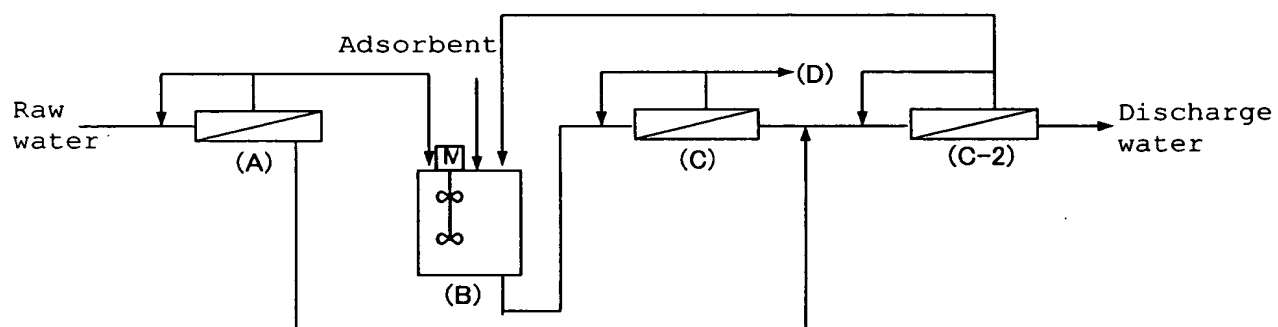 Adsorbent
(D)
Raw
water
Discharge
water
(A)
(C)
(C-2)
M
(B)